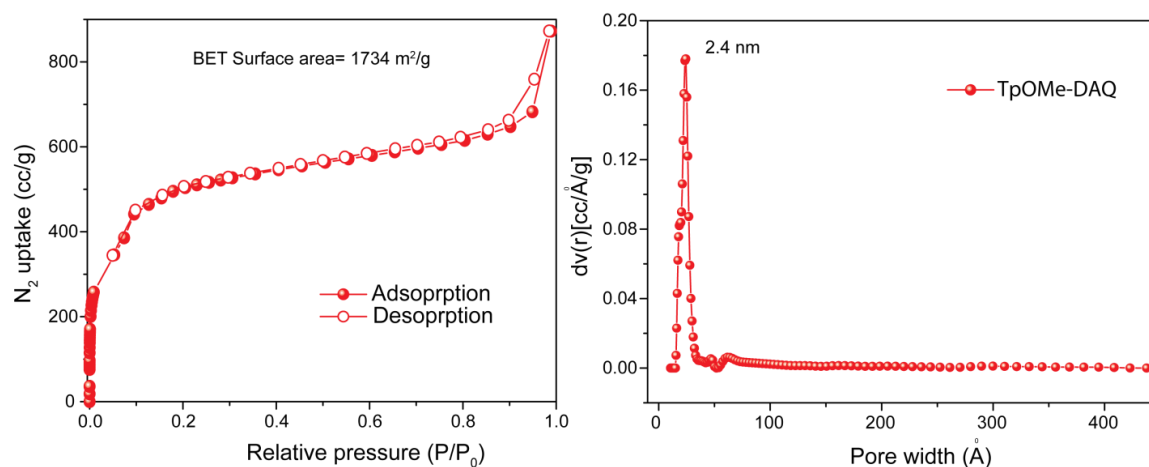 800
600
400
200
0
N₂ uptake (cc/g)
BET Surface area= 1734 m²/g
Adsoprption
Desoprption
0.0 0.2 0.4 0.6 0.8 1.0
Relative pressure (P/P₀)
0.20
0.16
0.12
0.08
0.04
0.00
dv(r)[cc/Å/g]
2.4 nm
TpOMe-DAQ
0 100 200 300 400
Pore width (Å)